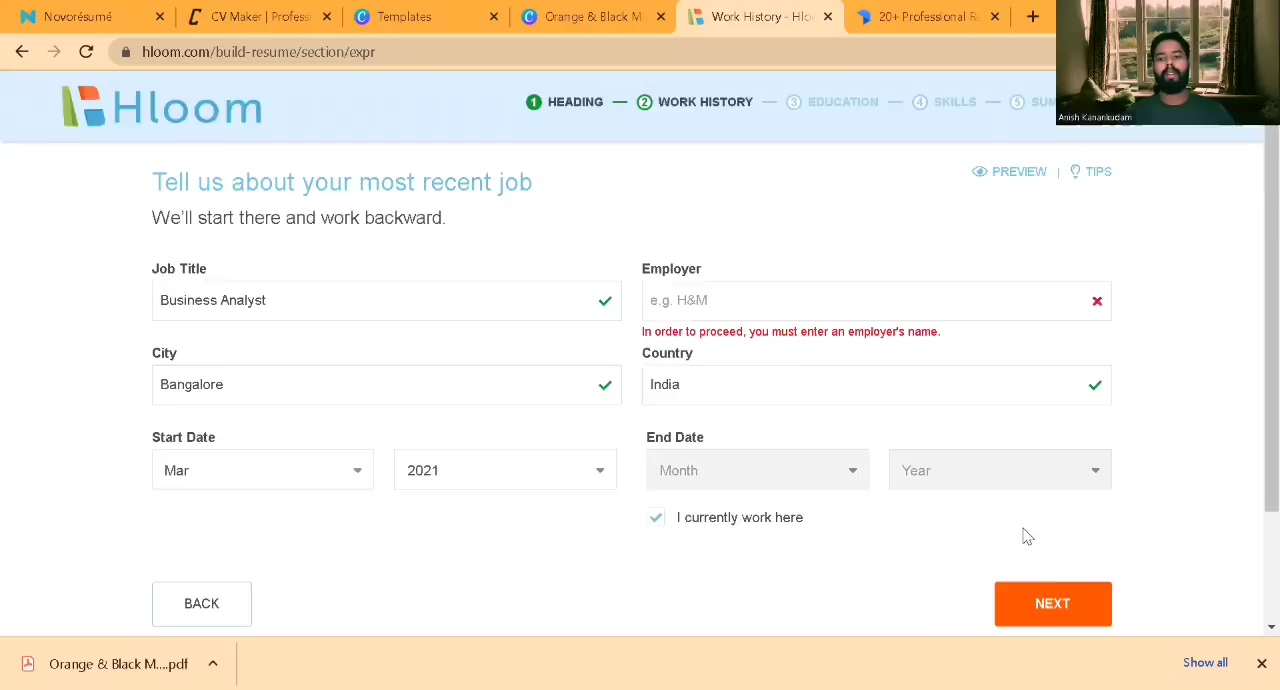 Novorésumé
CV Maker | Profess
Templates
Orange & Black M
Work History - Hlo
20+ Professional R
hloom.com/build-resume/section/expr
Hloom
1 HEADING
2 WORK HISTORY
3 EDUCATION
4 SKILLS
5 SUM
Anish Kanankudam
Tell us about your most recent job
PREVIEW | TIPS
We'll start there and work backward.
Job Title
Employer
Business Analyst
e.g. H&M
In order to proceed, you must enter an employer's name.
City
Country
Bangalore
India
Start Date
End Date
Mar
2021
Month
Year
I currently work here
BACK
NEXT
Orange & Black M....pdf
Show all